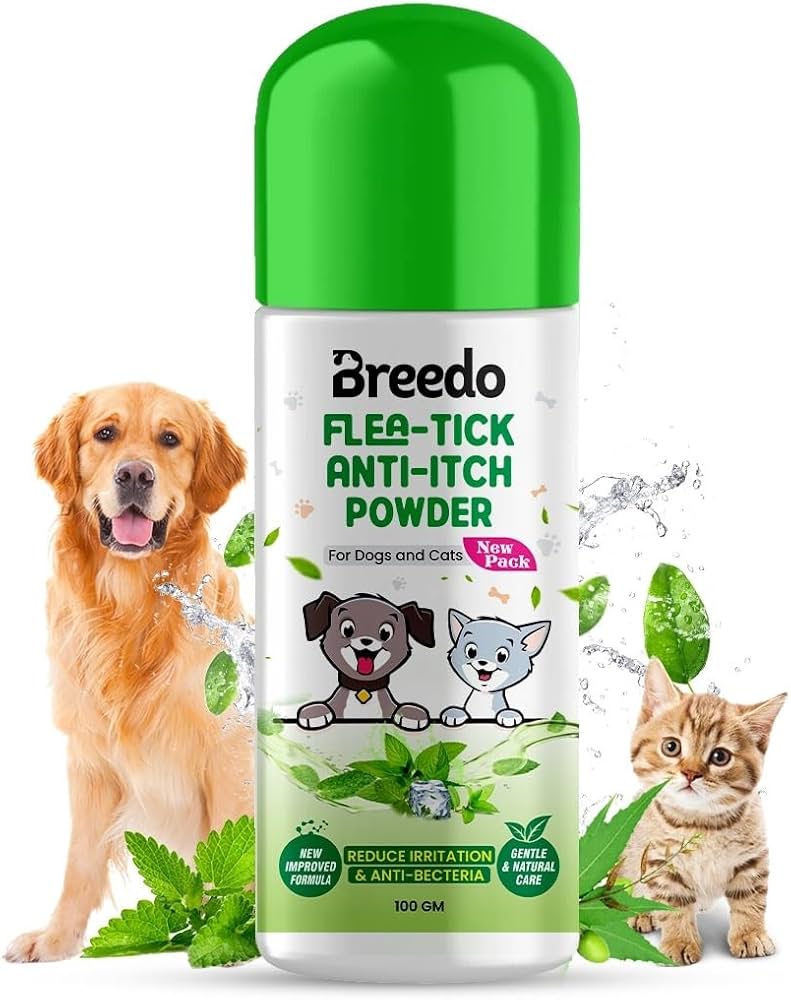 Breedo
FLEA-TICK
ANTI-ITCH
POWDER
For Dogs and Cats
New
Pack
NEW
IMPROVED
FORMULA
REDUCE IRRITATION
& ANTI-BECTERIA
GENTLE
& NATURAL
CARE
100 GM